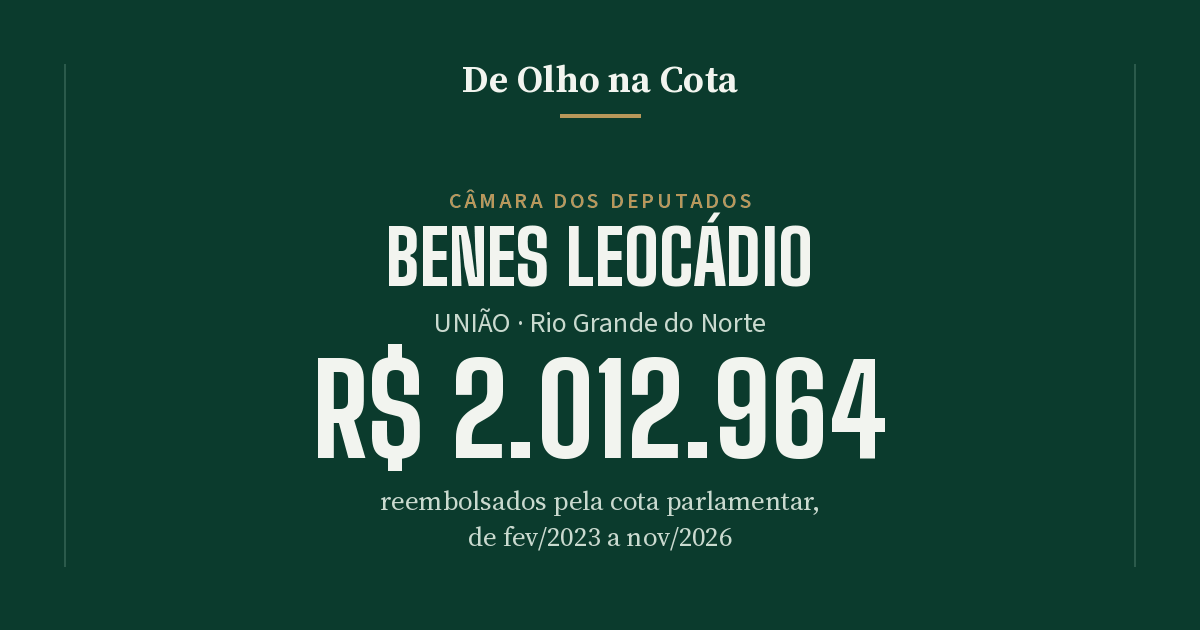 De Olho na Cota
CÂMARA DOS DEPUTADOS
BENES LEOCÁDIO
UNIÃO · Rio Grande do Norte
R$ 2.012.964
reembolsados pela cota parlamentar,
de fev/2023 a nov/2026